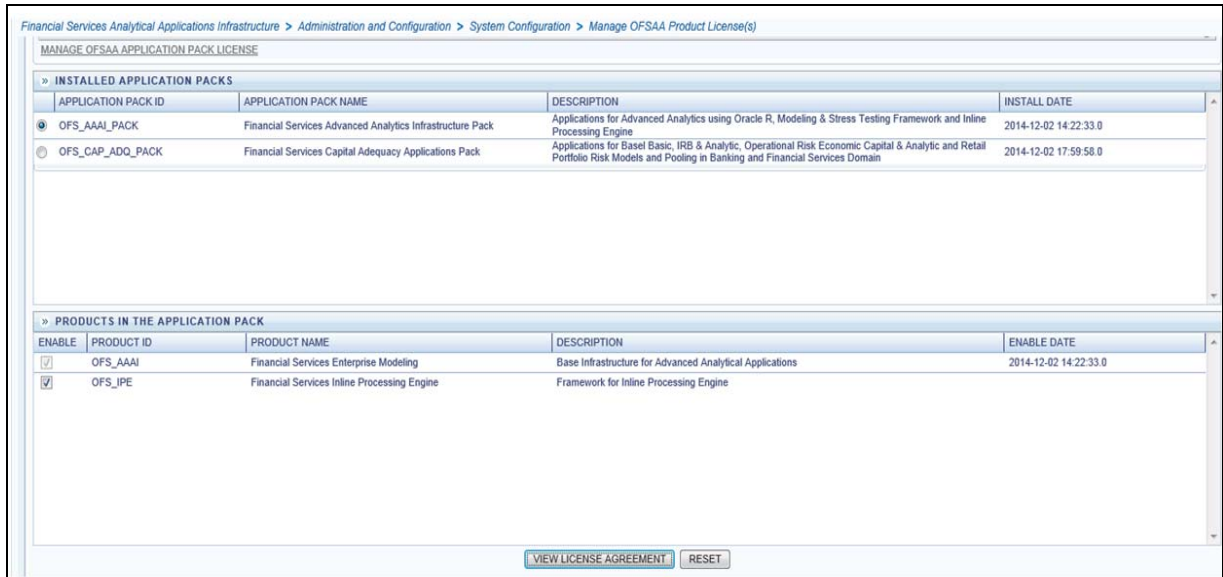 Financial Services Analytical Applications Infrastructure > Administration and Configuration > System Configuration > Manage OFSAA Product License(s)
MANAGE OFSAA APPLICATION PACK LICENSE
» INSTALLED APPLICATION PACKS
APPLICATION PACK ID APPLICATION PACK NAME DESCRIPTION INSTALL DATE
OFS_AAAI_PACK Financial Services Advanced Analytics Infrastructure Pack Applications for Advanced Analytics using Oracle R, Modeling & Stress Testing Framework and Inline Processing Engine 2014-12-02 14:22:33.0
OFS_CAP_ADQ_PACK Financial Services Capital Adequacy Applications Pack Applications for Basel Basic, IRB & Analytic, Operational Risk Economic Capital & Analytic and Retail Portfolio Risk Models and Pooling in Banking and Financial Services Domain 2014-12-02 17:59:58.0
» PRODUCTS IN THE APPLICATION PACK
ENABLE PRODUCT ID PRODUCT NAME DESCRIPTION ENABLE DATE
OFS_AAAI Financial Services Enterprise Modeling Base Infrastructure for Advanced Analytical Applications 2014-12-02 14:22:33.0
OFS_IPE Financial Services Inline Processing Engine Framework for Inline Processing Engine
VIEW LICENSE AGREEMENT RESET